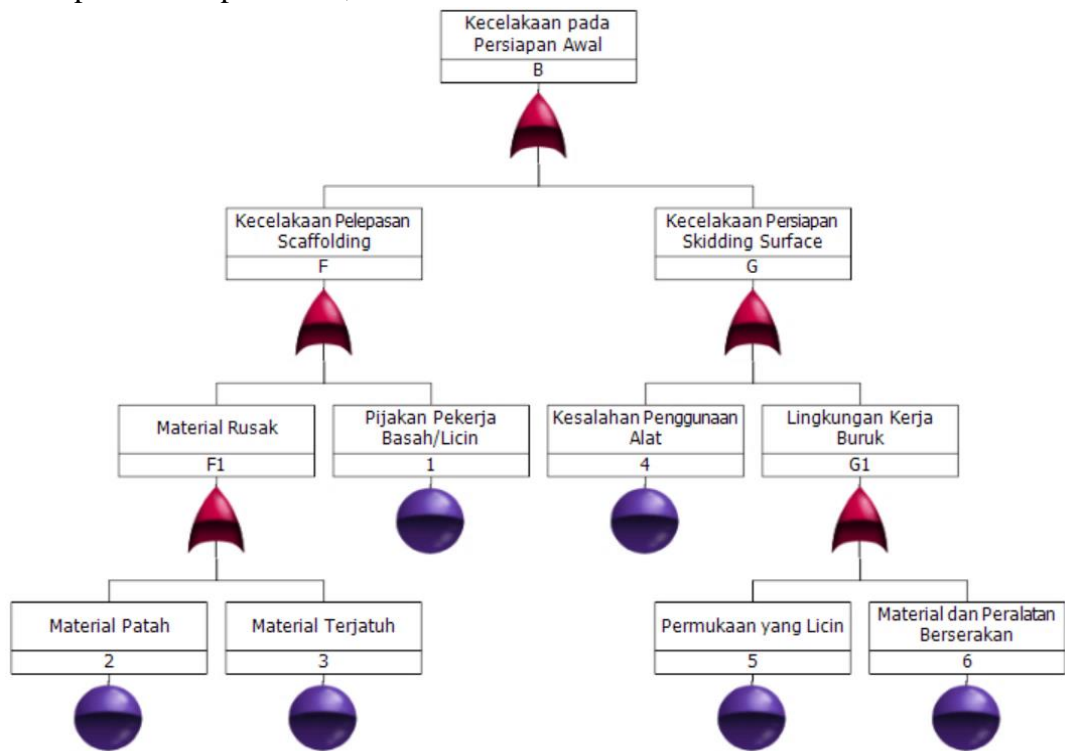 Kecelakaan pada
Persiapan Awal
B
Kecelakaan Pelepasan
Scaffolding
F
Kecelakaan Persiapan
Skidding Surface
G
Material Rusak
F1
Pijakan Pekerja
Basah/Licin
1
Kesalahan Penggunaan
Alat
4
Lingkungan Kerja
Buruk
G1
Material Patah
2
Material Terjatuh
3
Permukaan yang Licin
5
Material dan Peralatan
Berserakan
6